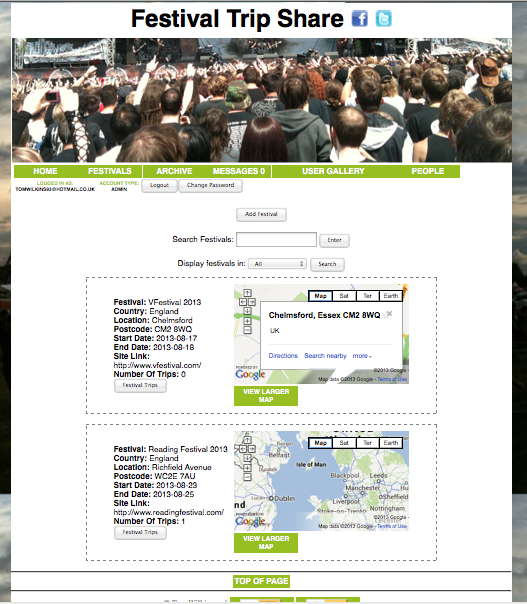 Festival Trip Share
HOME FESTIVALS ARCHIVE MESSAGES 0 USER GALLERY PEOPLE
LOGGED IN AS: ACCOUNT TYPE:
TOMWILKINSIG@HOTMAIL.CO.UK ADMIN Logout Change Password
Add Festival
Search Festivals: Enter
Display festivals in: All Search
Festival: VFestival 2013
Country: England
Location: Chelmsford
Postcode: CM2 8WQ
Start Date: 2013-08-17
End Date: 2013-08-18
Site Link:
http://www.vfestival.com/
Number Of Trips: 0
Festival Trips
Map Sat Ter Earth
Chelmsford, Essex CM2 8WQ
UK
Directions Search nearby more
POWERED BY
Google
©2013 Google -
Map data ©2013 Google - Terms of Use
VIEW LARGER
MAP
Festival: Reading Festival 2013
Country: England
Location: Richfield Avenue
Postcode: WC2E 7AU
Start Date: 2013-08-23
End Date: 2013-08-25
Site Link:
http://www.readingfestival.com/
Number Of Trips: 1
Festival Trips
Map Sat Ter Earth
Belfast
Isle of Man
Blackpool Leeds
Manchester
Sheffield
Dublin
Liverpool
Stoke-on-Trent
Nottingham
nd
Google
©2013 Google -
Map data ©2013 Google - Terms of Use
VIEW LARGER
MAP
TOP OF PAGE